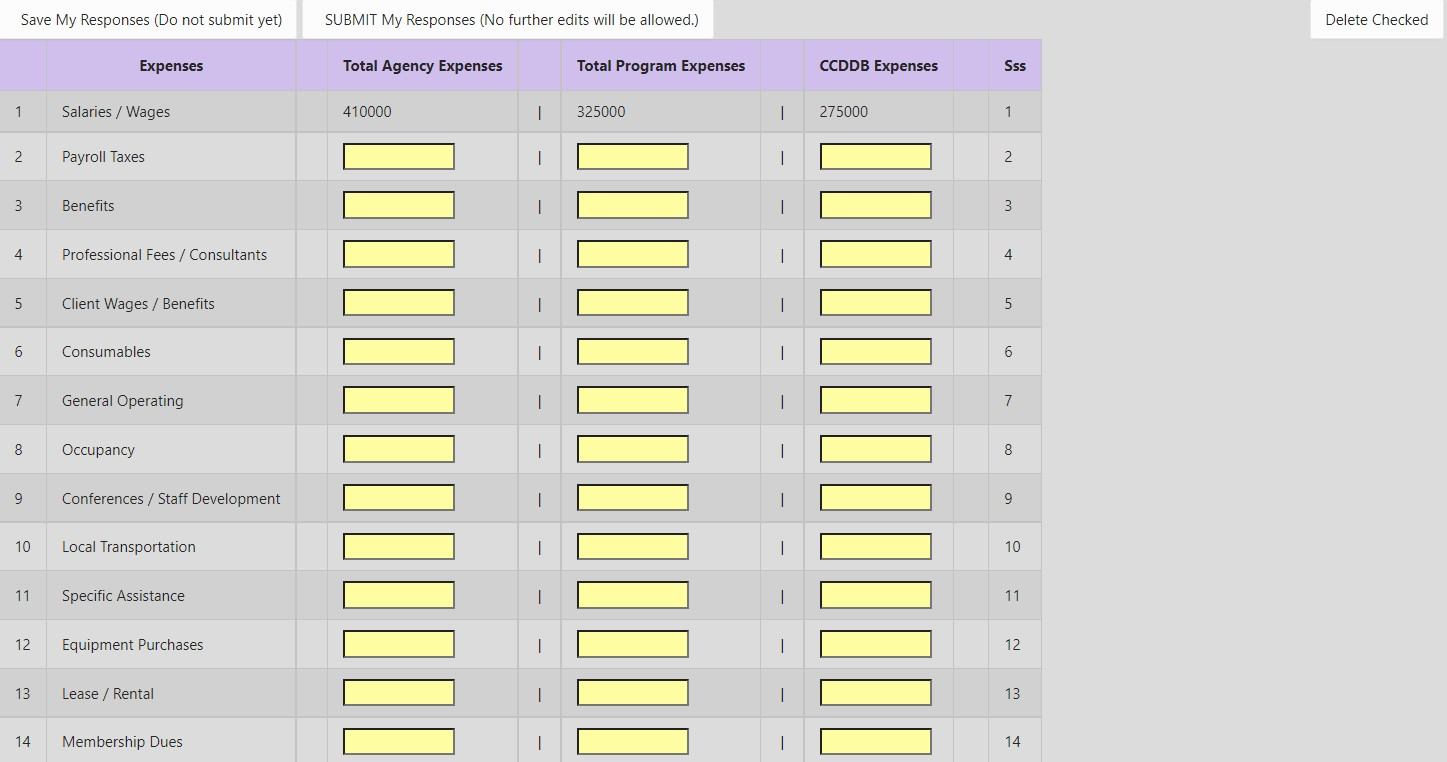 Save My Responses (Do not submit yet) SUBMIT My Responses (No further edits will be allowed.) Delete Checked
Expenses Total Agency Expenses Total Program Expenses CCDDB Expenses Sss
1 Salaries / Wages 410000 | 325000 | 275000 1
2 Payroll Taxes | | 2
3 Benefits | | 3
4 Professional Fees / Consultants | | 4
5 Client Wages / Benefits | | 5
6 Consumables | | 6
7 General Operating | | 7
8 Occupancy | | 8
9 Conferences / Staff Development | | 9
10 Local Transportation | | 10
11 Specific Assistance | | 11
12 Equipment Purchases | | 12
13 Lease / Rental | | 13
14 Membership Dues | | 14